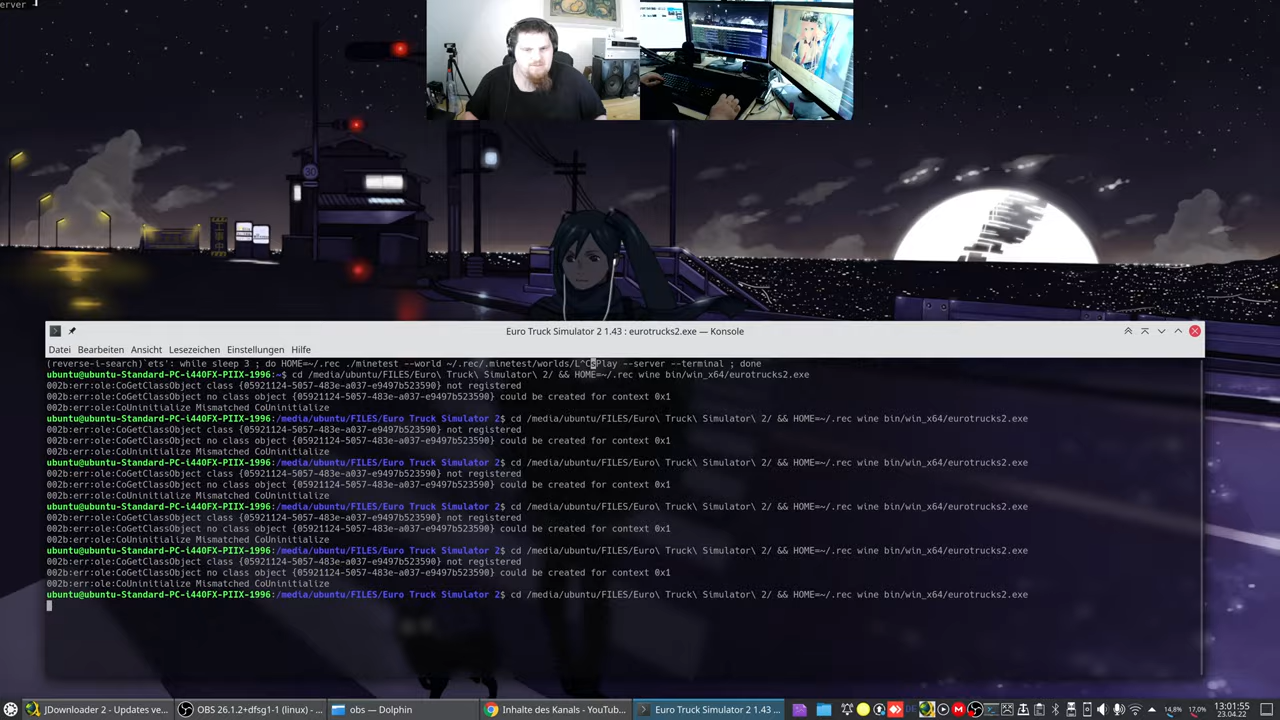 erver -
30
Euro Truck Simulator 2 1.43 : eurotrucks2.exe — Konsole
Datei Bearbeiten Ansicht Lesezeichen Einstellungen Hilfe
(reverse-i-search)`ets': while sleep 3 ; do HOME=~/.rec ./minetest --world ~/.rec/.minetest/worlds/L^CsPlay --server --terminal ; done
ubuntu@ubuntu-Standard-PC-i440FX-PIIX-1996:~$ cd /media/ubuntu/FILES/Euro\ Truck\ Simulator\ 2/ && HOME=~/.rec wine bin/win_x64/eurotrucks2.exe
002b:err:ole:CoGetClassObject class {05921124-5057-483e-a037-e9497b523590} not registered
002b:err:ole:CoGetClassObject no class object {05921124-5057-483e-a037-e9497b523590} could be created for context 0x1
002b:err:ole:CoUninitialize Mismatched CoUninitialize
ubuntu@ubuntu-Standard-PC-i440FX-PIIX-1996:/media/ubuntu/FILES/Euro Truck Simulator 2$ cd /media/ubuntu/FILES/Euro\ Truck\ Simulator\ 2/ && HOME=~/.rec wine bin/win_x64/eurotrucks2.exe
002b:err:ole:CoGetClassObject class {05921124-5057-483e-a037-e9497b523590} not registered
002b:err:ole:CoGetClassObject no class object {05921124-5057-483e-a037-e9497b523590} could be created for context 0x1
002b:err:ole:CoUninitialize Mismatched CoUninitialize
ubuntu@ubuntu-Standard-PC-i440FX-PIIX-1996:/media/ubuntu/FILES/Euro Truck Simulator 2$ cd /media/ubuntu/FILES/Euro\ Truck\ Simulator\ 2/ && HOME=~/.rec wine bin/win_x64/eurotrucks2.exe
002b:err:ole:CoGetClassObject class {05921124-5057-483e-a037-e9497b523590} not registered
002b:err:ole:CoGetClassObject no class object {05921124-5057-483e-a037-e9497b523590} could be created for context 0x1
002b:err:ole:CoUninitialize Mismatched CoUninitialize
ubuntu@ubuntu-Standard-PC-i440FX-PIIX-1996:/media/ubuntu/FILES/Euro Truck Simulator 2$ cd /media/ubuntu/FILES/Euro\ Truck\ Simulator\ 2/ && HOME=~/.rec wine bin/win_x64/eurotrucks2.exe
002b:err:ole:CoGetClassObject class {05921124-5057-483e-a037-e9497b523590} not registered
002b:err:ole:CoGetClassObject no class object {05921124-5057-483e-a037-e9497b523590} could be created for context 0x1
002b:err:ole:CoUninitialize Mismatched CoUninitialize
ubuntu@ubuntu-Standard-PC-i440FX-PIIX-1996:/media/ubuntu/FILES/Euro Truck Simulator 2$ cd /media/ubuntu/FILES/Euro\ Truck\ Simulator\ 2/ && HOME=~/.rec wine bin/win_x64/eurotrucks2.exe
002b:err:ole:CoGetClassObject class {05921124-5057-483e-a037-e9497b523590} not registered
002b:err:ole:CoGetClassObject no class object {05921124-5057-483e-a037-e9497b523590} could be created for context 0x1
002b:err:ole:CoUninitialize Mismatched CoUninitialize
ubuntu@ubuntu-Standard-PC-i440FX-PIIX-1996:/media/ubuntu/FILES/Euro Truck Simulator 2$ cd /media/ubuntu/FILES/Euro\ Truck\ Simulator\ 2/ && HOME=~/.rec wine bin/win_x64/eurotrucks2.exe
JDownloader 2 - Updates ve... OBS 26.1.2+dfsg1-1 (linux) - ... obs — Dolphin Inhalte des Kanals - YouTub... Euro Truck Simulator 2 1.43 ... DE 14,8% 17,0% 13:01:55
23.04.22